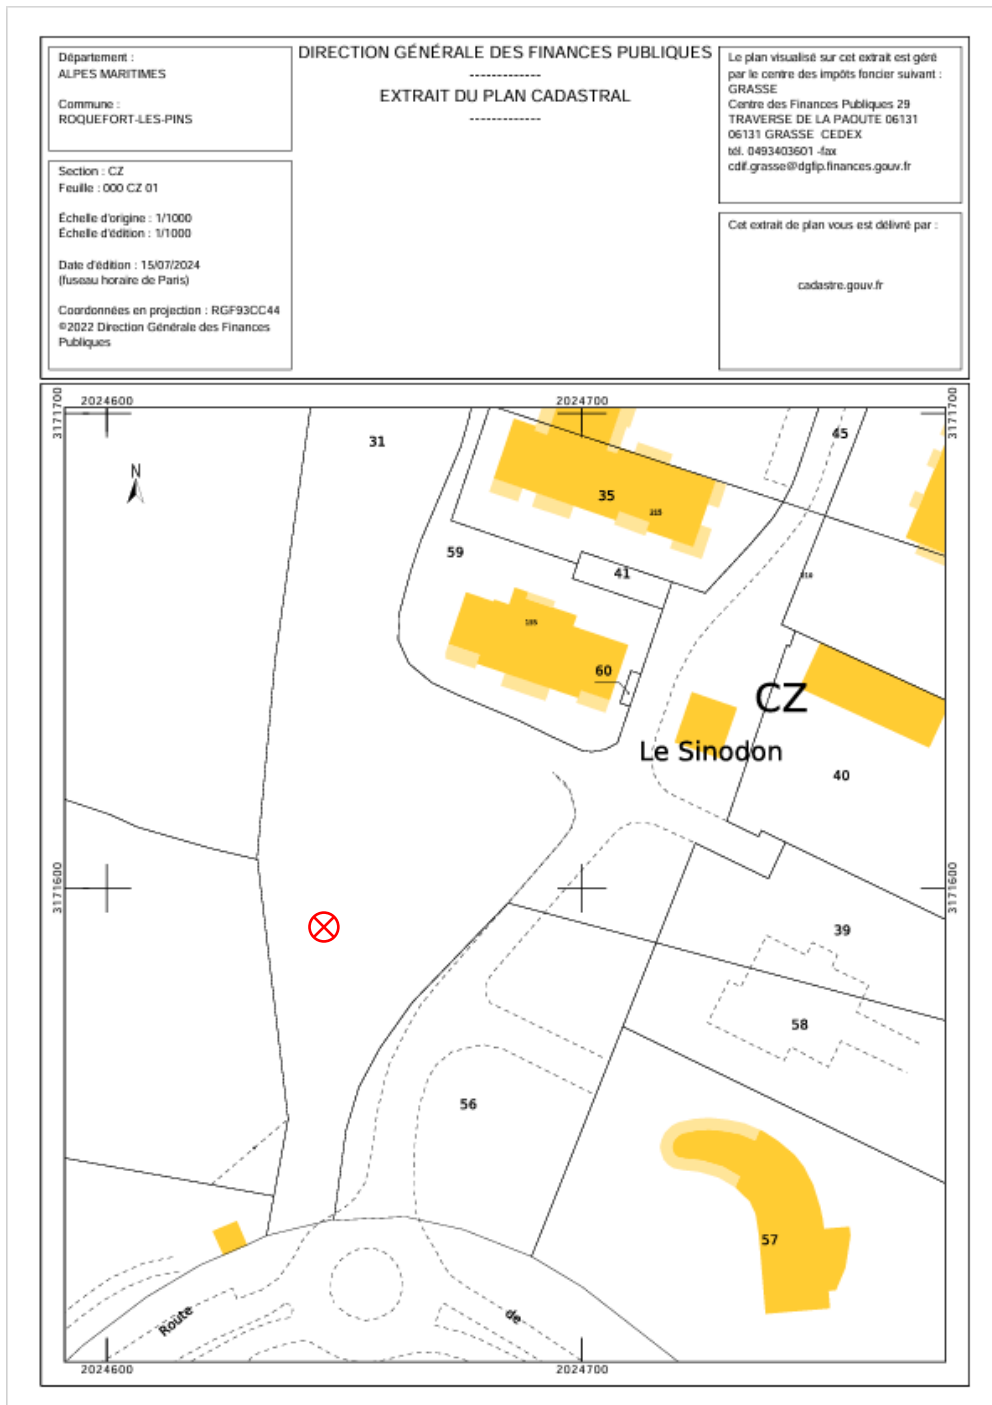 Département :
ALPES MARITIMES
Commune :
ROQUEFORT-LES-PINS
Section : CZ
Feuille : 000 CZ 01
Échelle d'origine : 1/1000
Échelle d'édition : 1/1000
Date d'édition : 15/07/2024
(fuseau horaire de Paris)
Coordonnées en projection : RGF93CC44
©2022 Direction Générale des Finances
Publiques
DIRECTION GÉNÉRALE DES FINANCES PUBLIQUES
-------------
EXTRAIT DU PLAN CADASTRAL
-------------
Le plan visualisé sur cet extrait est géré
par le centre des impôts foncier suivant :
GRASSE
Centre des Finances Publiques 29
TRAVERSE DE LA PAOUTE 06131
06131 GRASSE CEDEX
tél. 0493403601 -fax
cdif.grasse@dgfip.finances.gouv.fr
Cet extrait de plan vous est délivré par :
cadastre.gouv.fr
2024600
2024700
3171700
3171700
N
31
45
35
215
59
41
135
60
CZ
Le Sinodon
40
3171600
3171600
39
58
56
57
Route
de
2024600
2024700